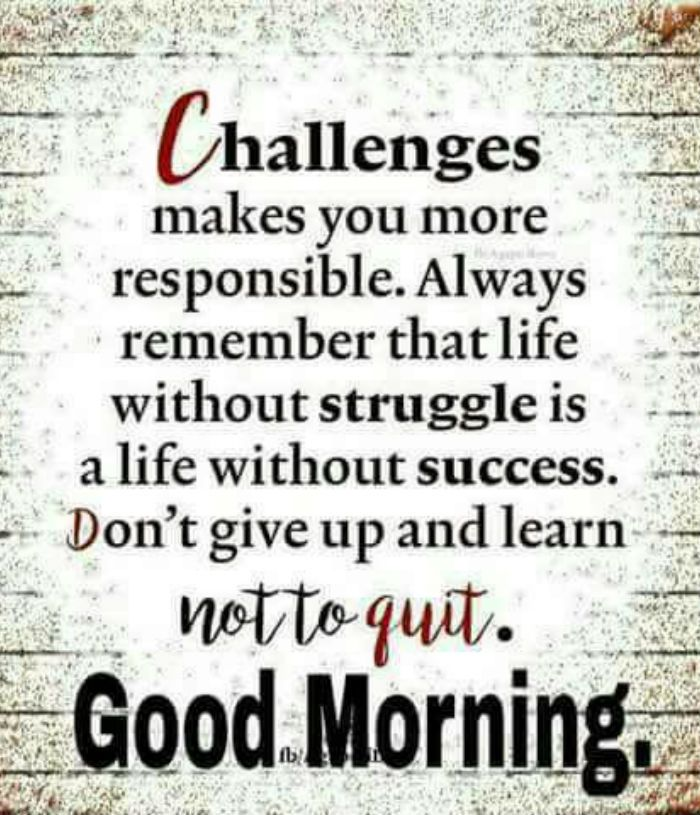 Challenges
makes you more
responsible. Always
remember that life
without struggle is
a life without success.
Don't give up and learn
not to quit.
Good Morning.
fb/